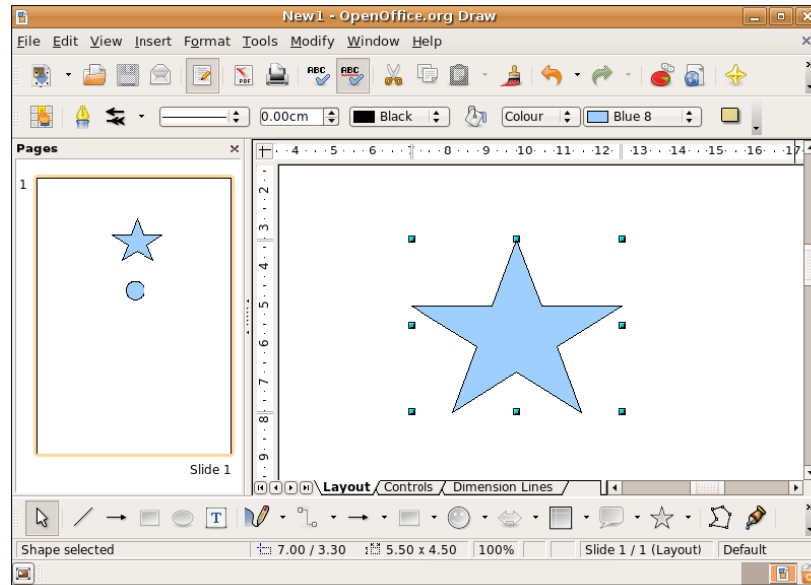 New1 - OpenOffice.org Draw
File Edit View Insert Format Tools Modify Window Help
PDF ABC ABC
0.00cm Black Colour Blue 8
Pages
4 5 6 7 8 9 10 11 12 13 14 15 16 17
1
2
3
4
5
6
7
8
9
Slide 1
Layout Controls Dimension Lines
T
Shape selected 7.00 / 3.30 5.50 x 4.50 100% Slide 1 / 1 (Layout) Default